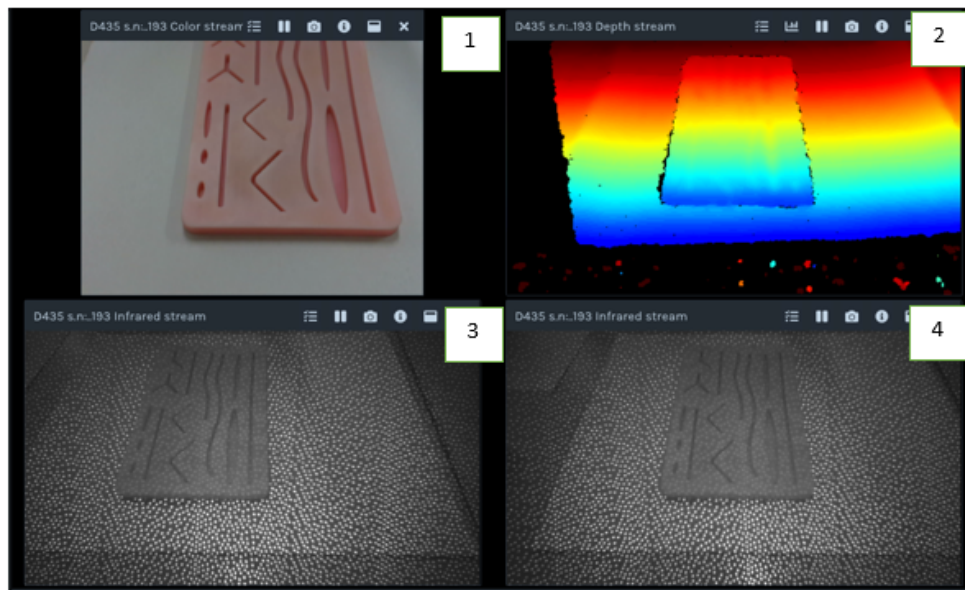 D435 s.n:..193 Color stream
1
D435 s.n:..193 Depth stream
2
D435 s.n:..193 Infrared stream
3
D435 s.n:..193 Infrared stream
4